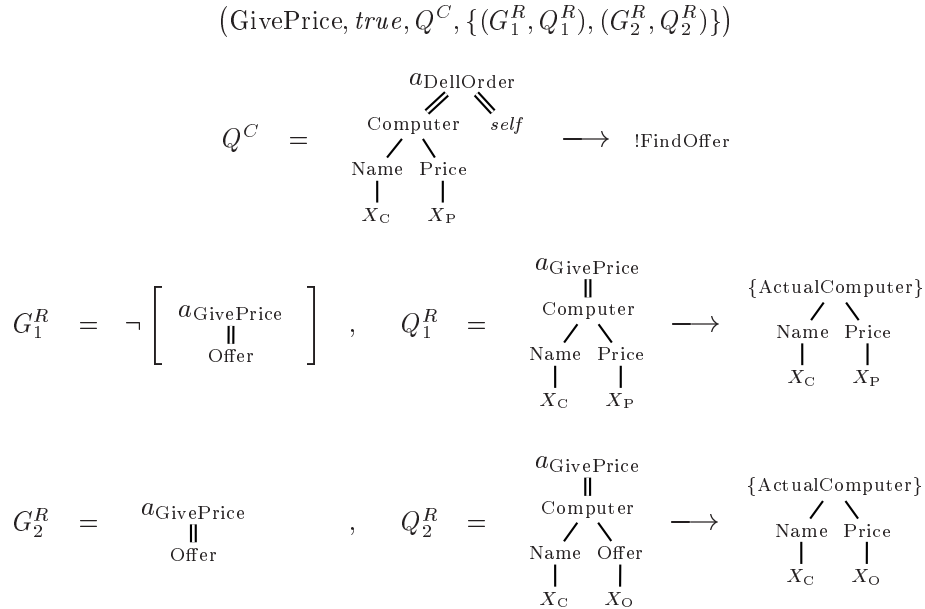 (GivePrice, true, Q^C, {(G_1^R, Q_1^R), (G_2^R, Q_2^R)})
a_DellOrder
Computer self
Q^C = ⟶ !FindOffer
Name Price
X_C X_P
a_GivePrice
{ActualComputer}
a_GivePrice Computer
G_1^R = ¬ [ ] , Q_1^R = ⟶
Offer Name Price Name Price
X_C X_P X_C X_P
a_GivePrice
{ActualComputer}
a_GivePrice Computer
G_2^R = , Q_2^R = ⟶
Offer Name Offer Name Price
X_C X_O X_C X_O